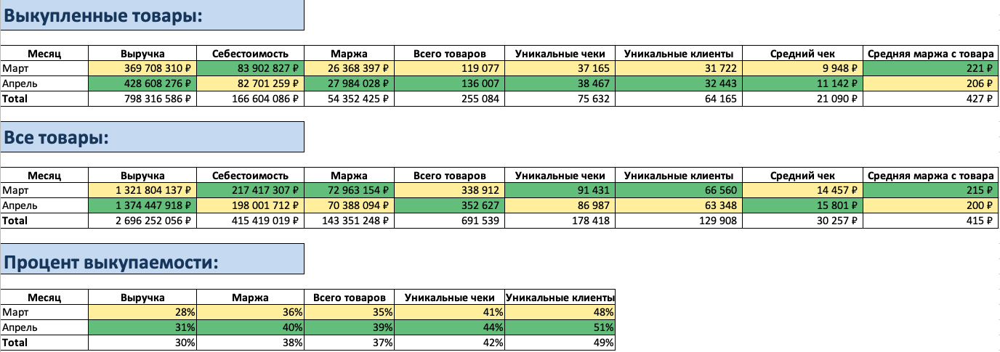 Выкупленные товары:
Месяц Выручка Себестоимость Маржа Всего товаров Уникальные чеки Уникальные клиенты Средний чек Средняя маржа с товара
Март 369 708 310 ₽ 83 902 827 ₽ 26 368 397 ₽ 119 077 37 165 31 722 9 948 ₽ 221 ₽
Апрель 428 608 276 ₽ 82 701 259 ₽ 27 984 028 ₽ 136 007 38 467 32 443 11 142 ₽ 206 ₽
Total 798 316 586 ₽ 166 604 086 ₽ 54 352 425 ₽ 255 084 75 632 64 165 21 090 ₽ 427 ₽
Все товары:
Месяц Выручка Себестоимость Маржа Всего товаров Уникальные чеки Уникальные клиенты Средний чек Средняя маржа с товара
Март 1 321 804 137 ₽ 217 417 307 ₽ 72 963 154 ₽ 338 912 91 431 66 560 14 457 ₽ 215 ₽
Апрель 1 374 447 918 ₽ 198 001 712 ₽ 70 388 094 ₽ 352 627 86 987 63 348 15 801 ₽ 200 ₽
Total 2 696 252 056 ₽ 415 419 019 ₽ 143 351 248 ₽ 691 539 178 418 129 908 30 257 ₽ 415 ₽
Процент выкупаемости:
Месяц Выручка Маржа Всего товаров Уникальные чеки Уникальные клиенты
Март 28% 36% 35% 41% 48%
Апрель 31% 40% 39% 44% 51%
Total 30% 38% 37% 42% 49%